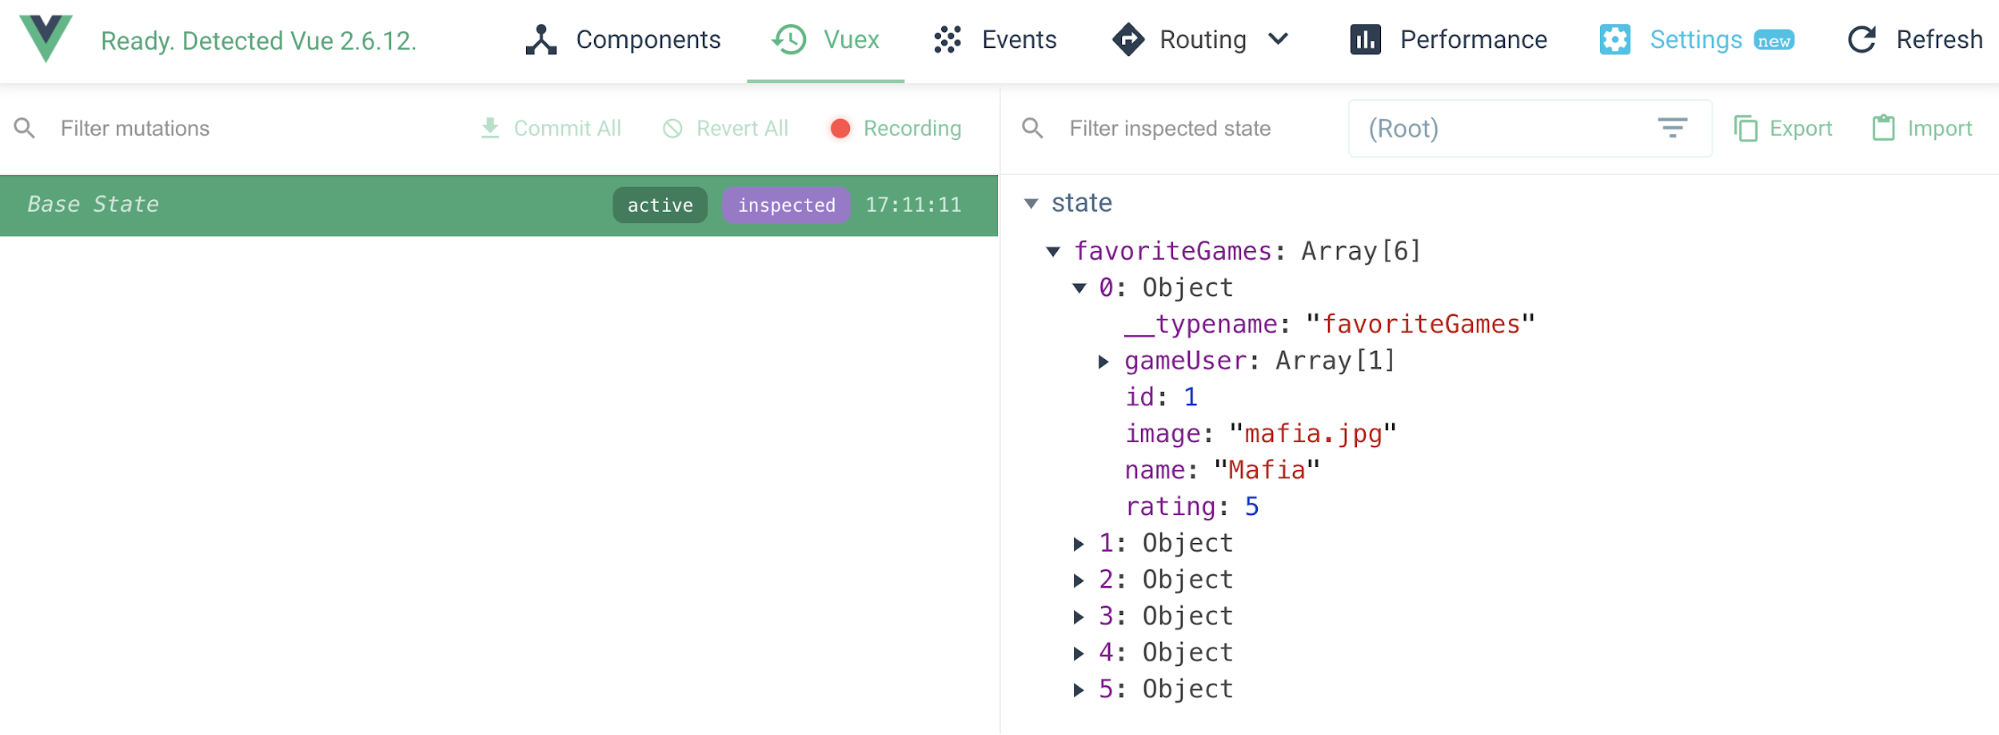 Ready. Detected Vue 2.6.12. Components Vuex Events Routing Performance Settings new Refresh
Filter mutations Commit All Revert All Recording Filter inspected state (Root) Export Import
Base State active inspected 17:11:11
state
favoriteGames: Array[6]
0: Object
__typename: "favoriteGames"
gameUser: Array[1]
id: 1
image: "mafia.jpg"
name: "Mafia"
rating: 5
1: Object
2: Object
3: Object
4: Object
5: Object